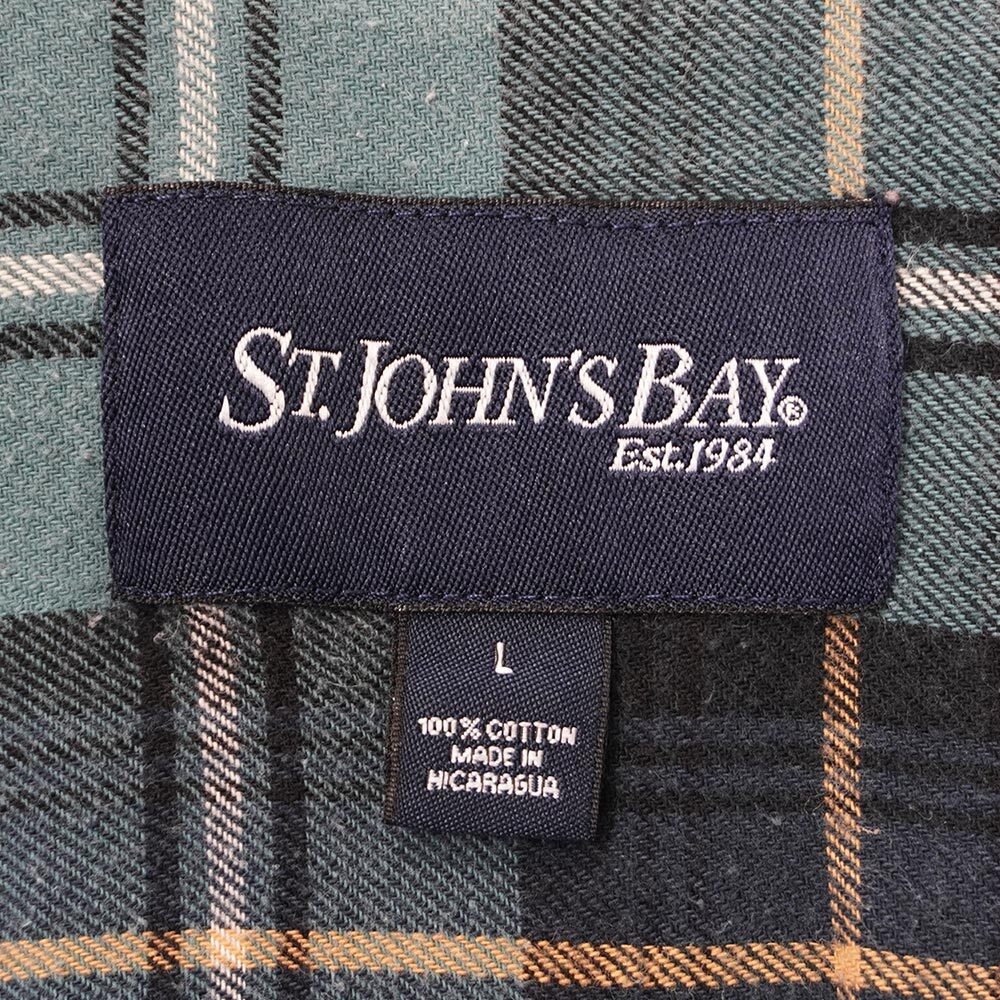 ST. JOHN'S BAY®
Est. 1984
L
100% COTTON
MADE IN
NICARAGUA